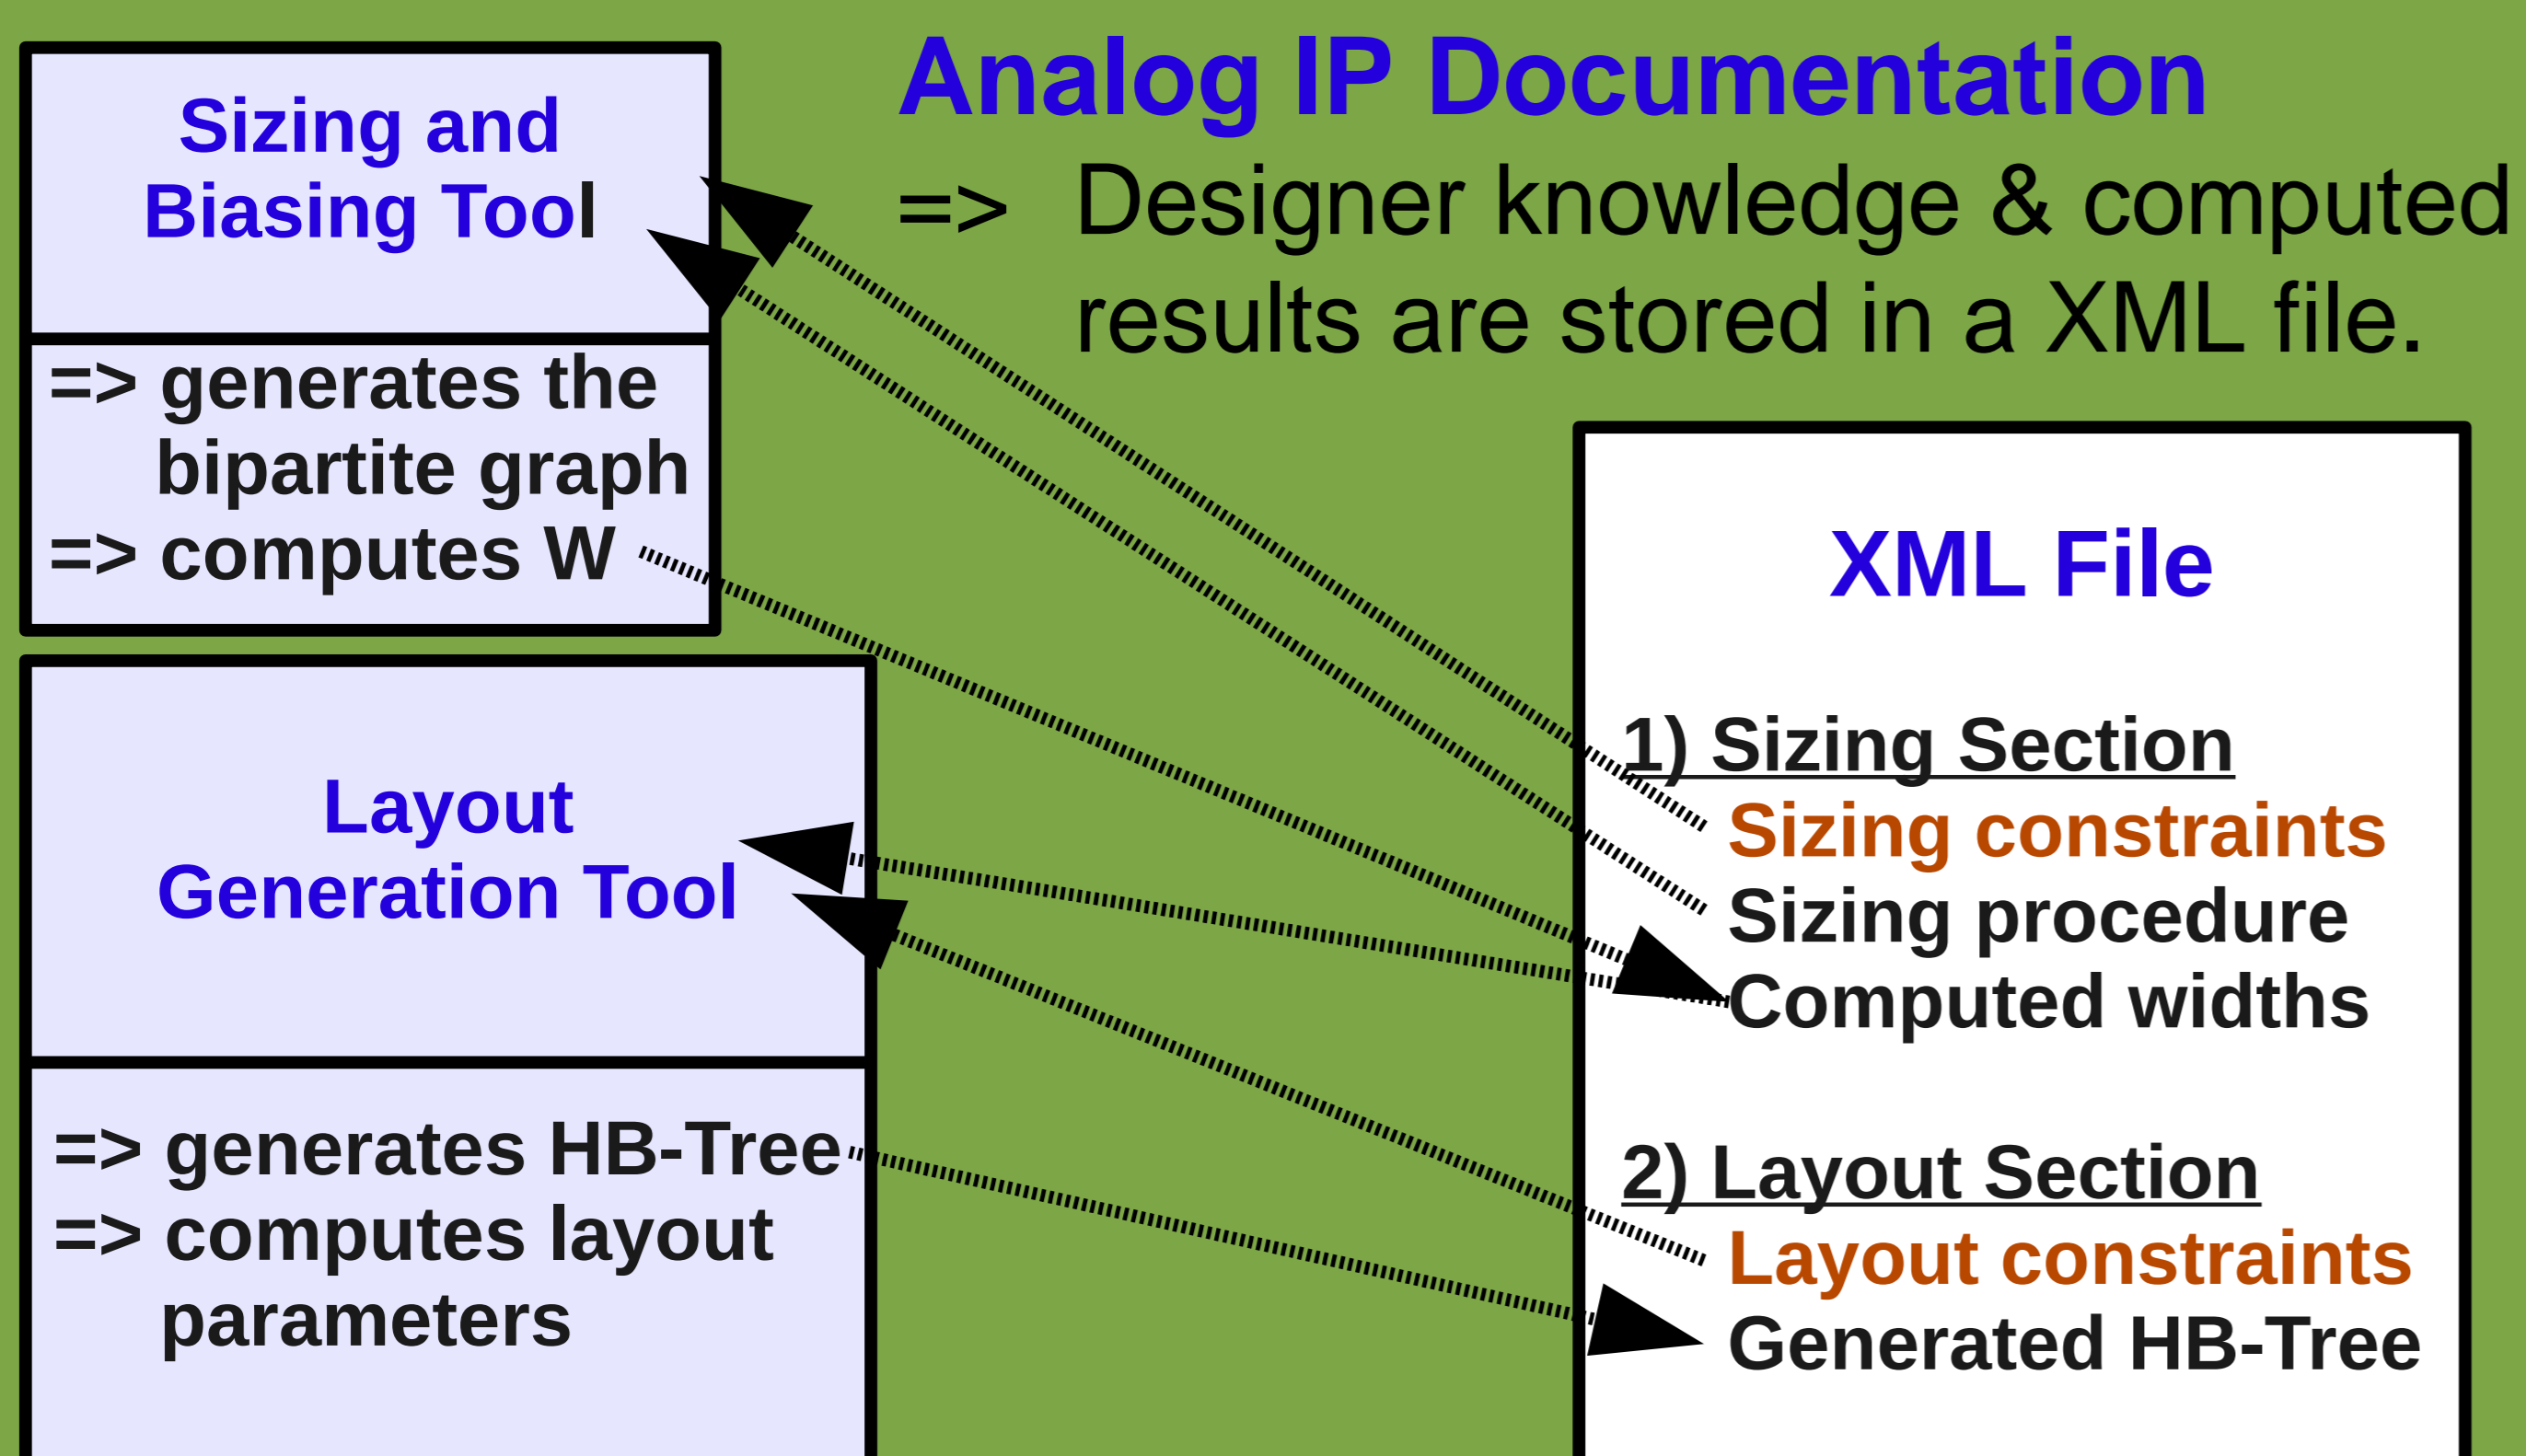 Analog IP Documentation
=> Designer knowledge & computed
results are stored in a XML file.
Sizing and
Biasing Tool
=> generates the
bipartite graph
=> computes W
Layout
Generation Tool
=> generates HB-Tree
=> computes layout
parameters
XML File
1) Sizing Section
Sizing constraints
Sizing procedure
Computed widths
2) Layout Section
Layout constraints
Generated HB-Tree